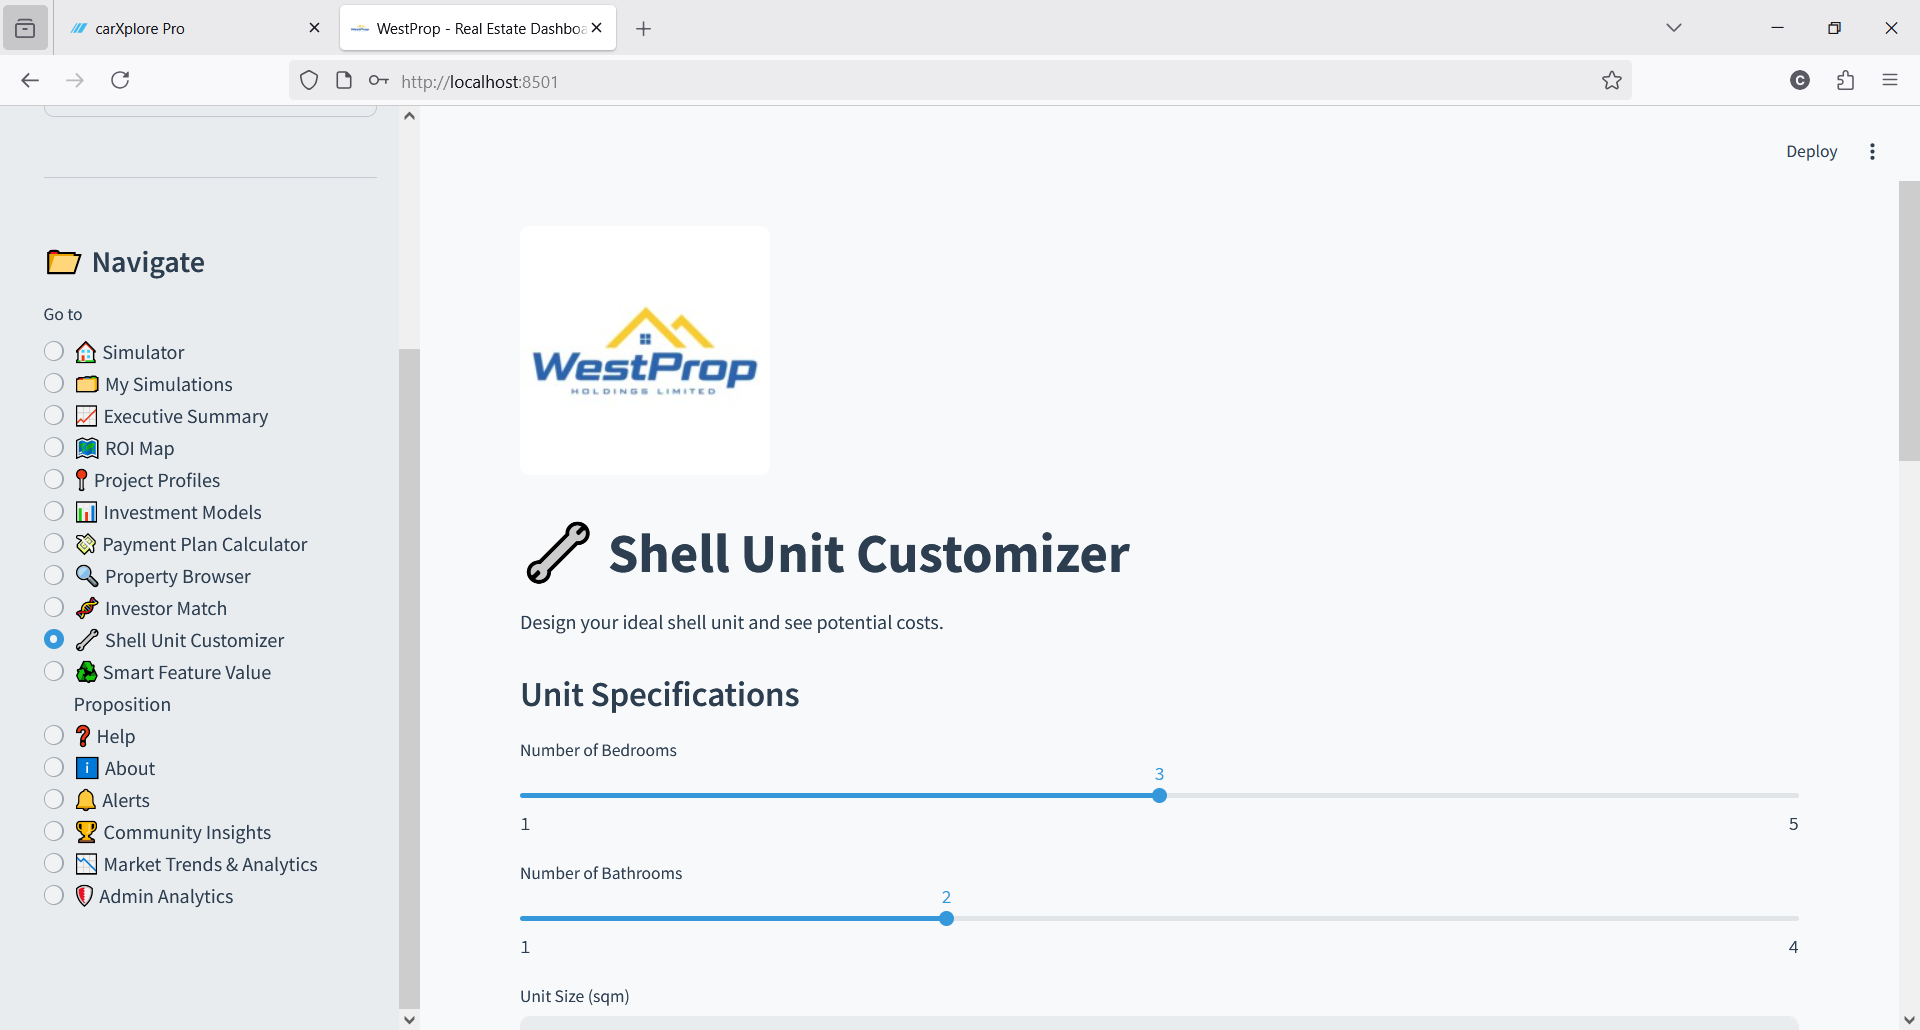 carXplore Pro
WestProp - Real Estate Dashboa
http://localhost:8501
C
Deploy
Navigate
Go to
Simulator
My Simulations
Executive Summary
ROI Map
Project Profiles
Investment Models
Payment Plan Calculator
Property Browser
Investor Match
Shell Unit Customizer
Smart Feature Value
Proposition
Help
About
Alerts
Community Insights
Market Trends & Analytics
Admin Analytics
WestProp
HOLDINGS LIMITED
Shell Unit Customizer
Design your ideal shell unit and see potential costs.
Unit Specifications
Number of Bedrooms
3
1 5
Number of Bathrooms
2
1 4
Unit Size (sqm)